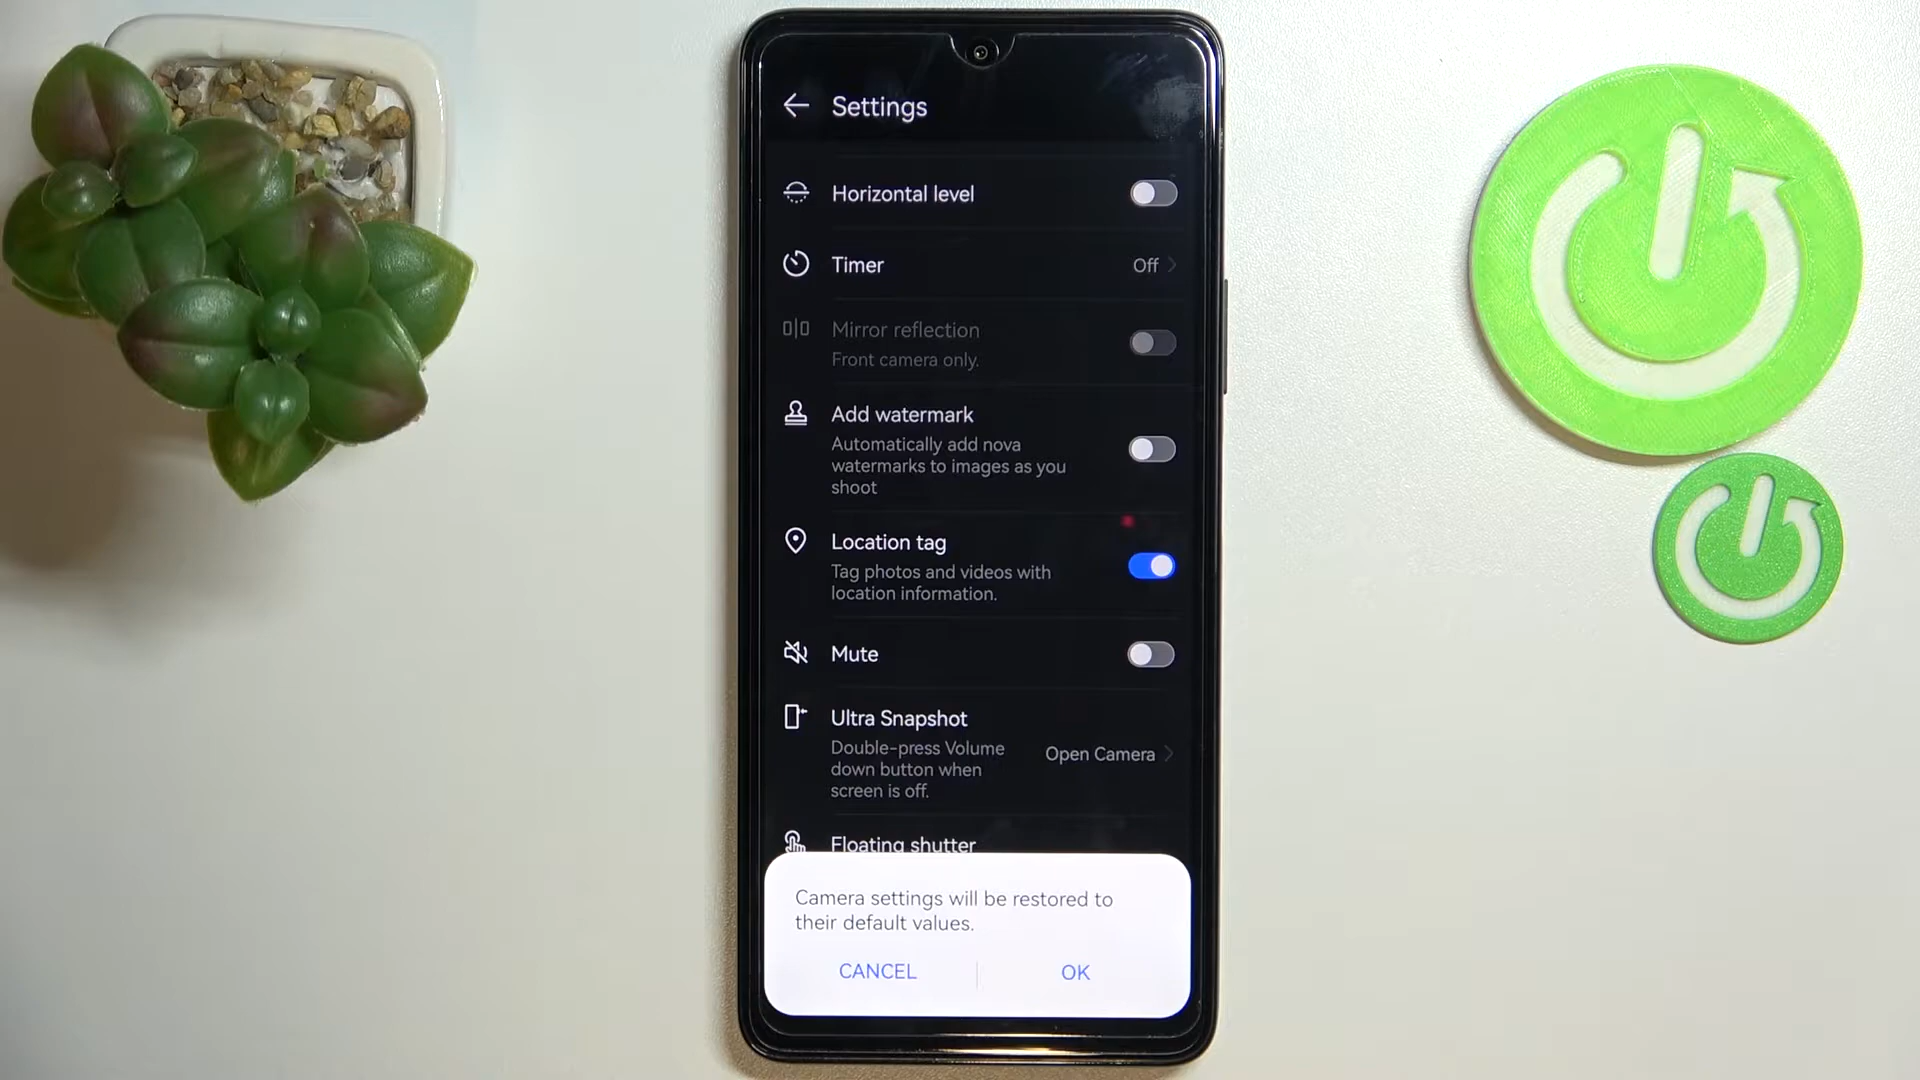 Settings
Horizontal level
Timer
Off
Mirror reflection
Front camera only.
Add watermark
Automatically add nova
watermarks to images as you
shoot
Location tag
Tag photos and videos with
location information.
Mute
Ultra Snapshot
Double-press Volume
down button when
screen is off.
Open Camera
Floating shutter
Camera settings will be restored to
their default values.
CANCEL
OK